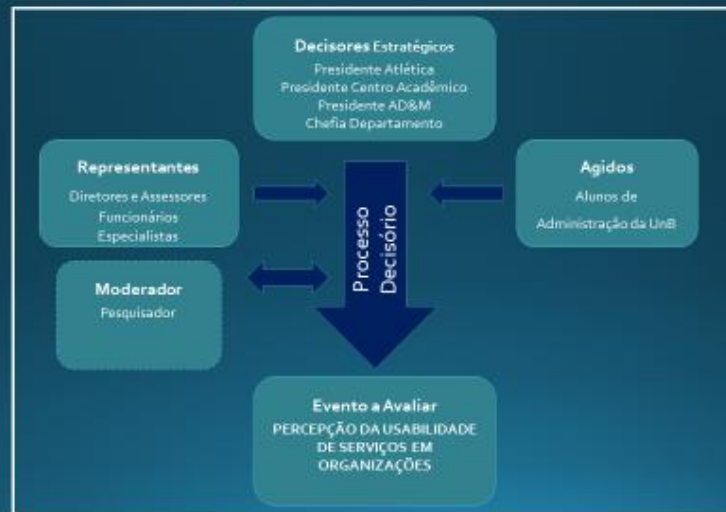 Decisores Estratégicos
Presidente Atlética
Presidente Centro Acadêmico
Presidente AD&M
Chefia Departamento
Representantes
Diretores e Assessores
Funcionários
Especialistas
Agidos
Alunos de
Administração da UnB
Processo
Decisório
Moderador
Pesquisador
Evento a Avaliar
PERCEPÇÃO DA USABILIDADE
DE SERVIÇOS EM
ORGANIZAÇÕES